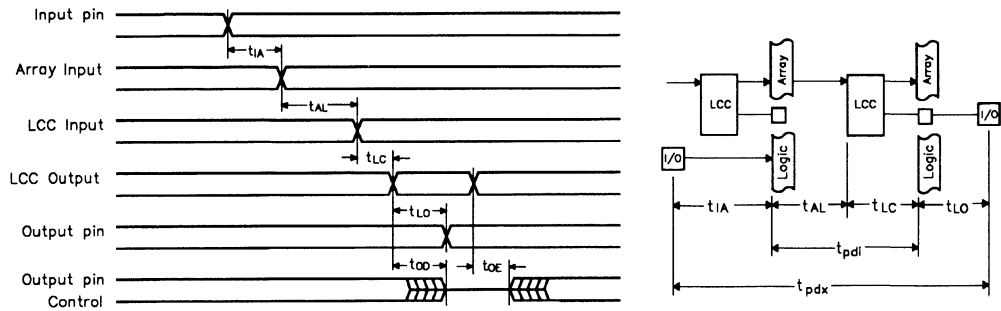 Input pin
tIA
Array Input
tAL
LCC Input
tLC
LCC Output
tLO
Output pin
tOD
tOE
Output pin
Control
Array
Array
LCC
LCC
I/O
I/O
Logic
Logic
tIA
tAL
tLC
tLO
tpdi
tpdx